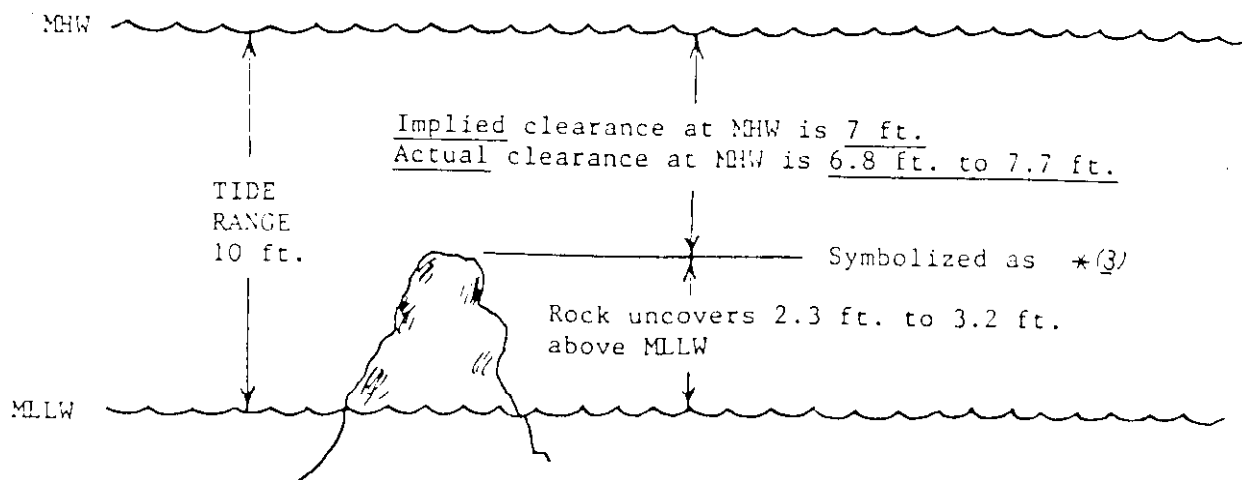 MHW
Implied clearance at MHW is 7 ft.
Actual clearance at MHW is 6.8 ft. to 7.7 ft.
TIDE
RANGE
10 ft.
Symbolized as *(3)
Rock uncovers 2.3 ft. to 3.2 ft.
above MLLW
MLLW